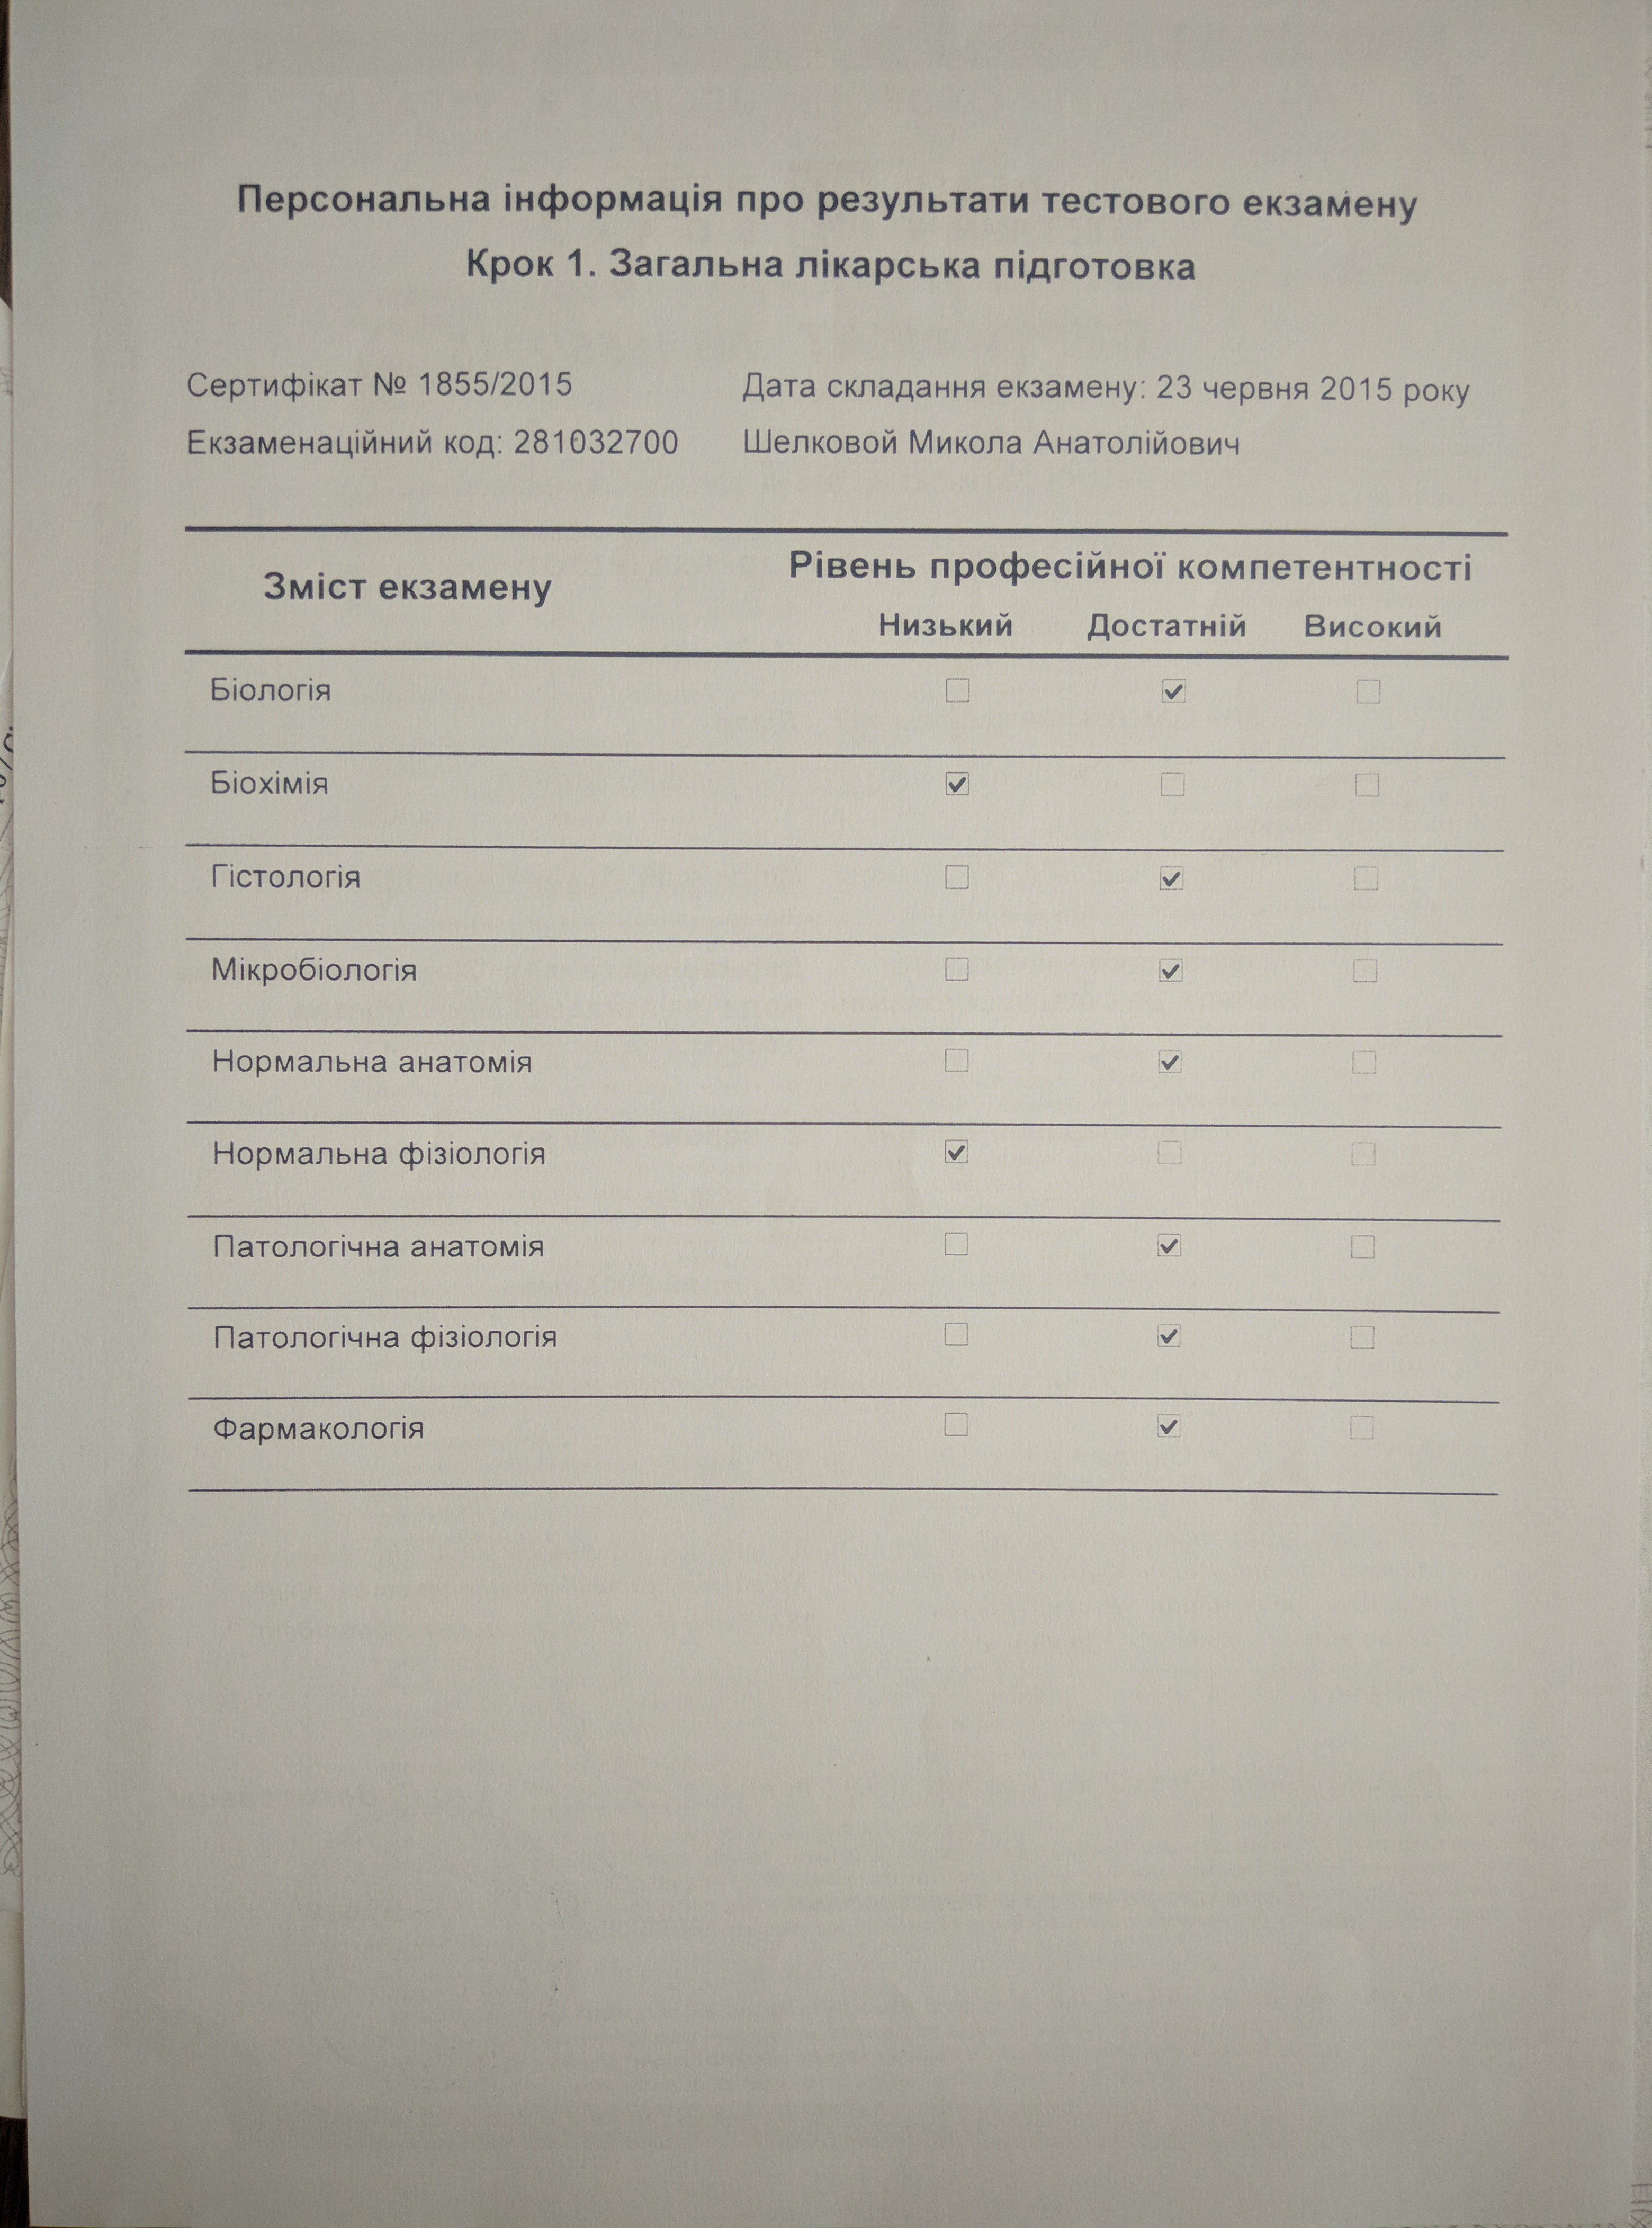 Персональна інформація про результати тестового екзамену
Крок 1. Загальна лікарська підготовка
Сертифікат № 1855/2015 Дата складання екзамену: 23 червня 2015 року
Екзаменаційний код: 281032700 Шелковой Микола Анатолійович
Зміст екзамену Рівень професійної компетентності
Низький Достатній Високий
Біологія
Біохімія
Гістологія
Мікробіологія
Нормальна анатомія
Нормальна фізіологія
Патологічна анатомія
Патологічна фізіологія
Фармакологія